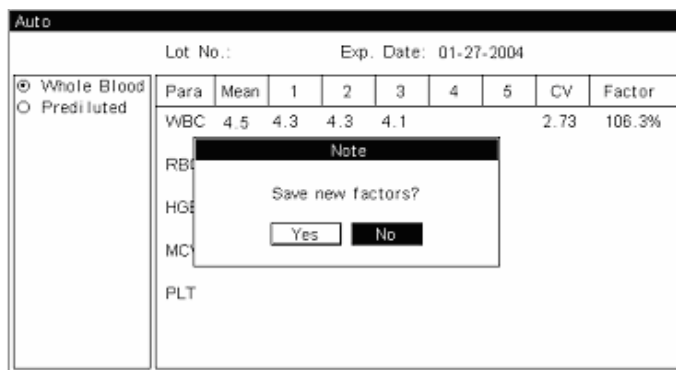 Auto
Lot No.: Exp. Date: 01-27-2004
Whole Blood
Prediluted
Para Mean 1 2 3 4 5 CV Factor
WBC 4.5 4.3 4.3 4.1 2.73 106.3%
Note
Save new factors?
Yes No
PLT